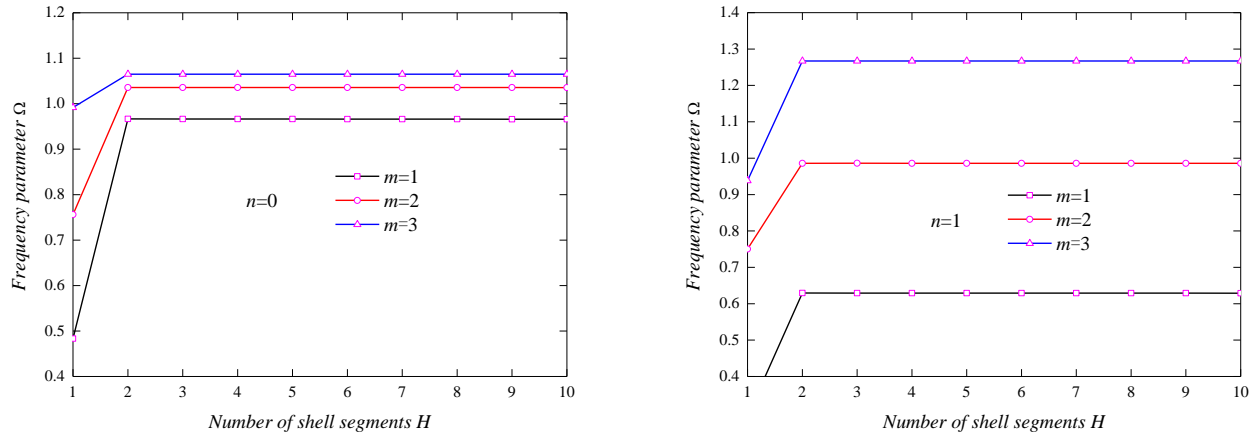 1.2
1.1
1.0
0.9
0.8
0.7
0.6
0.5
0.4
Frequency parameter Ω
n=0
m=1
m=2
m=3
1 2 3 4 5 6 7 8 9 10
Number of shell segments H
1.4
1.3
1.2
1.1
1.0
0.9
0.8
0.7
0.6
0.5
0.4
Frequency parameter Ω
n=1
m=1
m=2
m=3
1 2 3 4 5 6 7 8 9 10
Number of shell segments H